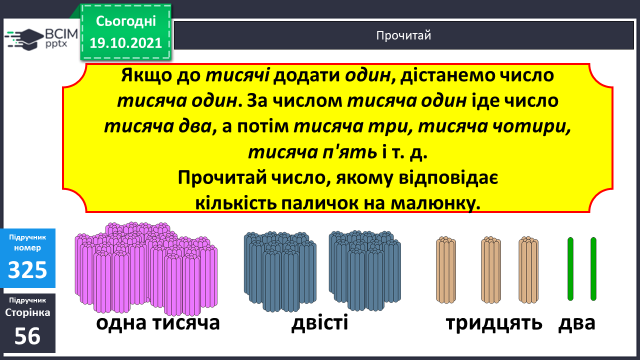 BCIM
pptx
Сьогодні
19.10.2021
Прочитай
Якщо до тисячі додати один, дістанемо число
тисяча один. За числом тисяча один іде число
тисяча два, а потім тисяча три, тисяча чотири,
тисяча п'ять і т. д.
Прочитай число, якому відповідає
кількість паличок на малюнку.
Підручник
номер
325
Підручник
Сторінка
56
одна тисяча
двісті
тридцять
два